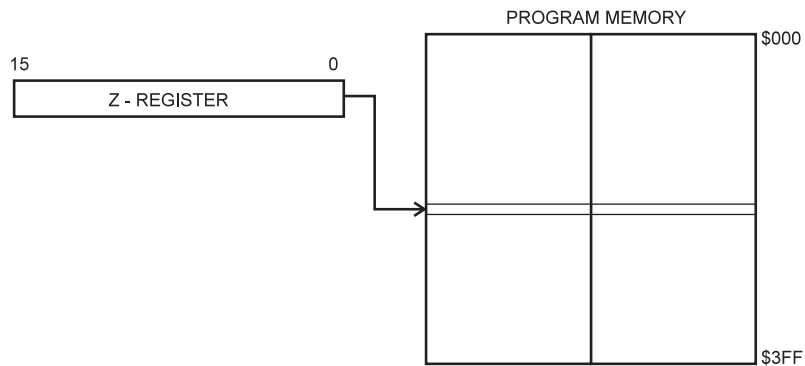 PROGRAM MEMORY
$000
15 0
Z - REGISTER
$3FF